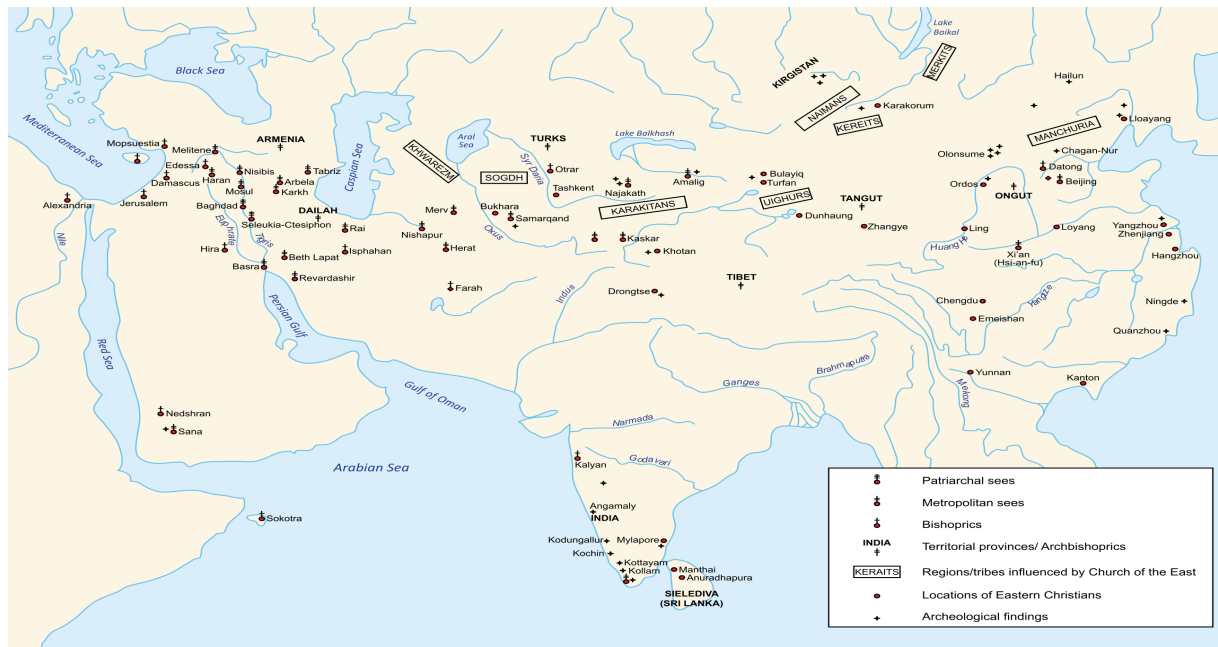 Lake
Baikal
Black Sea
KIRGISTAN
MERKITS
Hailun
Mediterranean Sea
NAIMANS
Karakorum
KEREITS
MANCHURIA
Lloayang
Mopsuestia
Melitene
ARMENIA
Caspian Sea
Aral
Sea
TURKS
Lake Balkhash
Olonsume
Chagan-Nur
Edessa
Haran
Nisibis
Tabriz
KHWAREZMI
SOGDH
Syr Daria
Otrar
Tashkent
Najakath
Amalig
Bulayiq
Turfan
Datong
Beijing
Damascus
Mosul
Arbela
Karkh
Ordos
ONGUT
Alexandria
Jerusalem
Baghdad
DAILAH
Merv
Bukhara
Samarqand
KARAKITANS
UIGHURS
TANGUT
Seleukia-Ctesiphon
Rai
Nishapur
Oxus
Dunhaung
Zhangye
Ling
Loyang
Yangzhou
Zhenjiang
Nile
Euphrale
Tigris
Hira
Beth Lapat
Isphahan
Herat
Kaskar
Khotan
Huang He
Xi'an
(Hsi-an-fu)
Hangzhou
Basra
Revardashir
Farah
Indus
Drongtse
TIBET
Chengdu
Yangze
Ningde
Persian Gulf
Emeishan
Quanzhou
Red Sea
Gulf of Oman
Ganges
Brahmaputra
Mekong
Yunnan
Kanton
Nedshran
Sana
Narmada
Godavari
Arabian Sea
Kalyan
Sokotra
Angamaly
INDIA
Kodungallur
Mylapore
Kochin
Kottayam
Kollam
Manthai
Anuradhapura
SIELEDIVA
(SRI LANKA)
Patriarchal sees
Metropolitan sees
Bishoprics
INDIA
Territorial provinces/ Archbishoprics
KERAITS
Regions/tribes influenced by Church of the East
Locations of Eastern Christians
Archeological findings